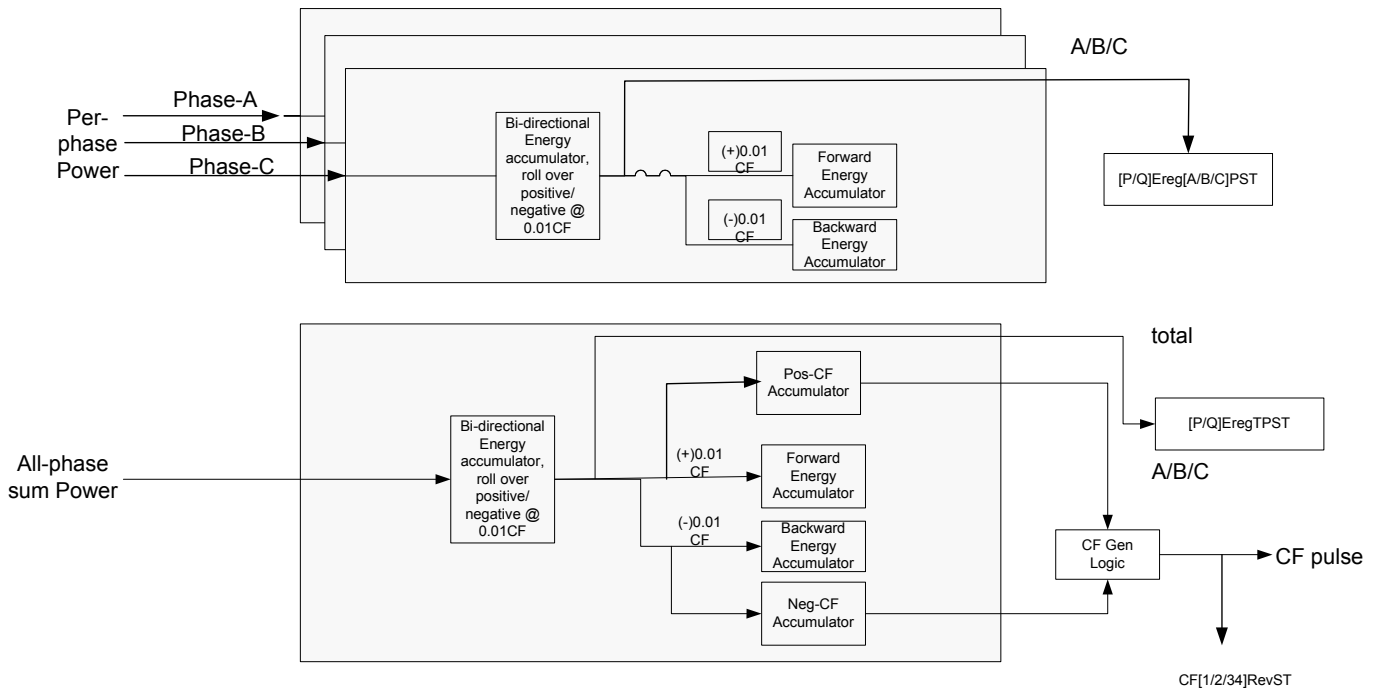 A/B/C
Phase-A
Per-
phase
Power
Phase-B
Phase-C
Bi-directional
Energy
accumulator,
roll over
positive/
negative @
0.01CF
(+)0.01
CF
Forward
Energy
Accumulator
(-)0.01
CF
Backward
Energy
Accumulator
[P/Q]Ereg[A/B/C]PST
total
Pos-CF
Accumulator
[P/Q]EregTPST
A/B/C
All-phase
sum Power
Bi-directional
Energy
accumulator,
roll over
positive/
negative @
0.01CF
(+)0.01
CF
Forward
Energy
Accumulator
(-)0.01
CF
Backward
Energy
Accumulator
Neg-CF
Accumulator
CF Gen
Logic
CF pulse
CF[1/2/34]RevST